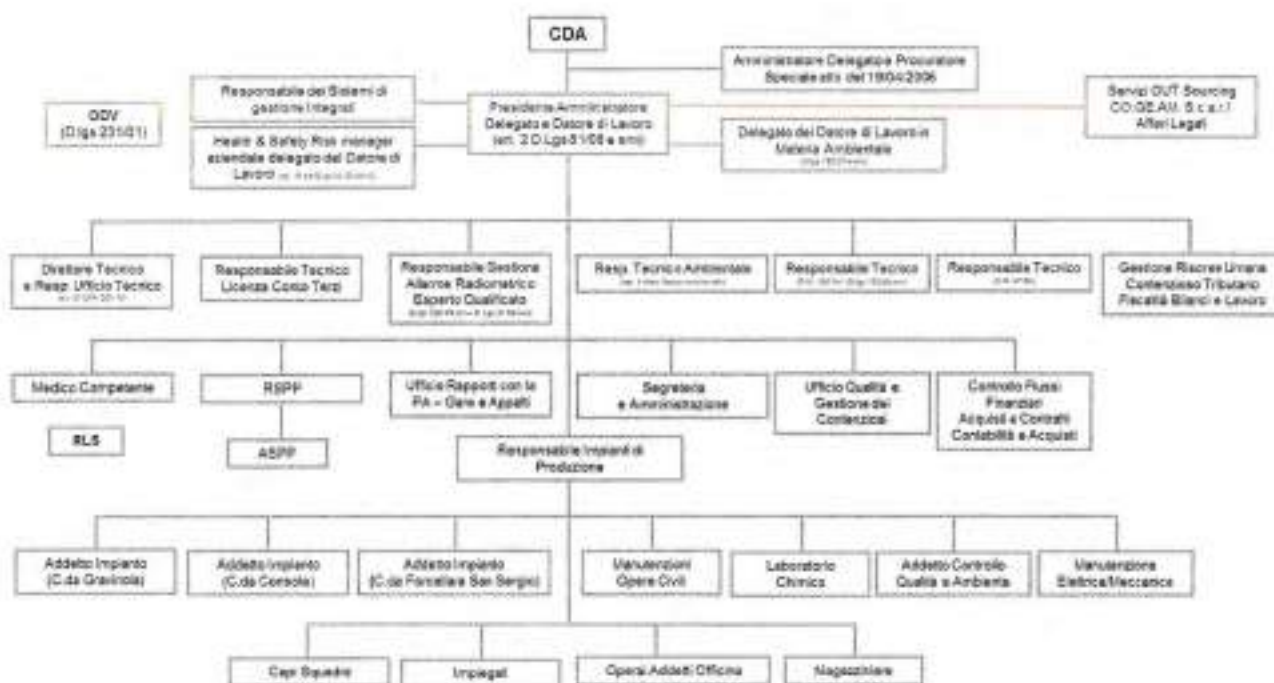 CDA
Amministratore Delegato e Procuratore
Speciale atto del 19/04/2006
Responsabile dei Sistemi di
gestione Integrati
Servizi OUT Sourcing
CO.GE.AM. S.c.a.r.l
Affari Legali
ODV
(D.lgs 231/01)
Presidente Amministratore
Delegato e Datore di Lavoro
(art. 2 D.Lgs 81/08 e smi)
Health & Safety Risk manager
aziendale delegato del Datore di
Lavoro
Delegato del Datore di Lavoro in
Materia Ambientale
Direttore Tecnico
e Resp. Ufficio Tecnico
Responsabile Tecnico
Licenza Conto Terzi
Responsabile Gestione
Allarme Radiometrico
Esperto Qualificato
Resp. Tecnico Ambientale
Responsabile Tecnico
Responsabile Tecnico
Gestione Risorse Umane
Contenzioso Tributario
Fiscalità Bilanci e Lavoro
Medico Competente
RSPP
Ufficio Rapporti con la
PA – Gare e Appalti
Segreteria
e Amministrazione
Ufficio Qualità e
Gestione dei
Contenziosi
Controllo Flussi
Finanziari
Acquisti e Contratti
Contabilità e Acquisti
RLS
ASPP
Responsabile Impianti di
Produzione
Addetto Impianto
(C.da Gravinola)
Addetto Impianto
(C.da Console)
Addetto Impianto
(C.da Forcellara San Sergio)
Manutenzioni
Opere Civili
Laboratorio
Chimico
Addetto Controllo
Qualità e Ambiente
Manutenzione
Elettrica/Meccanica
Capi Squadra
Impiegati
Operai Addetti Officina
Magazziniere